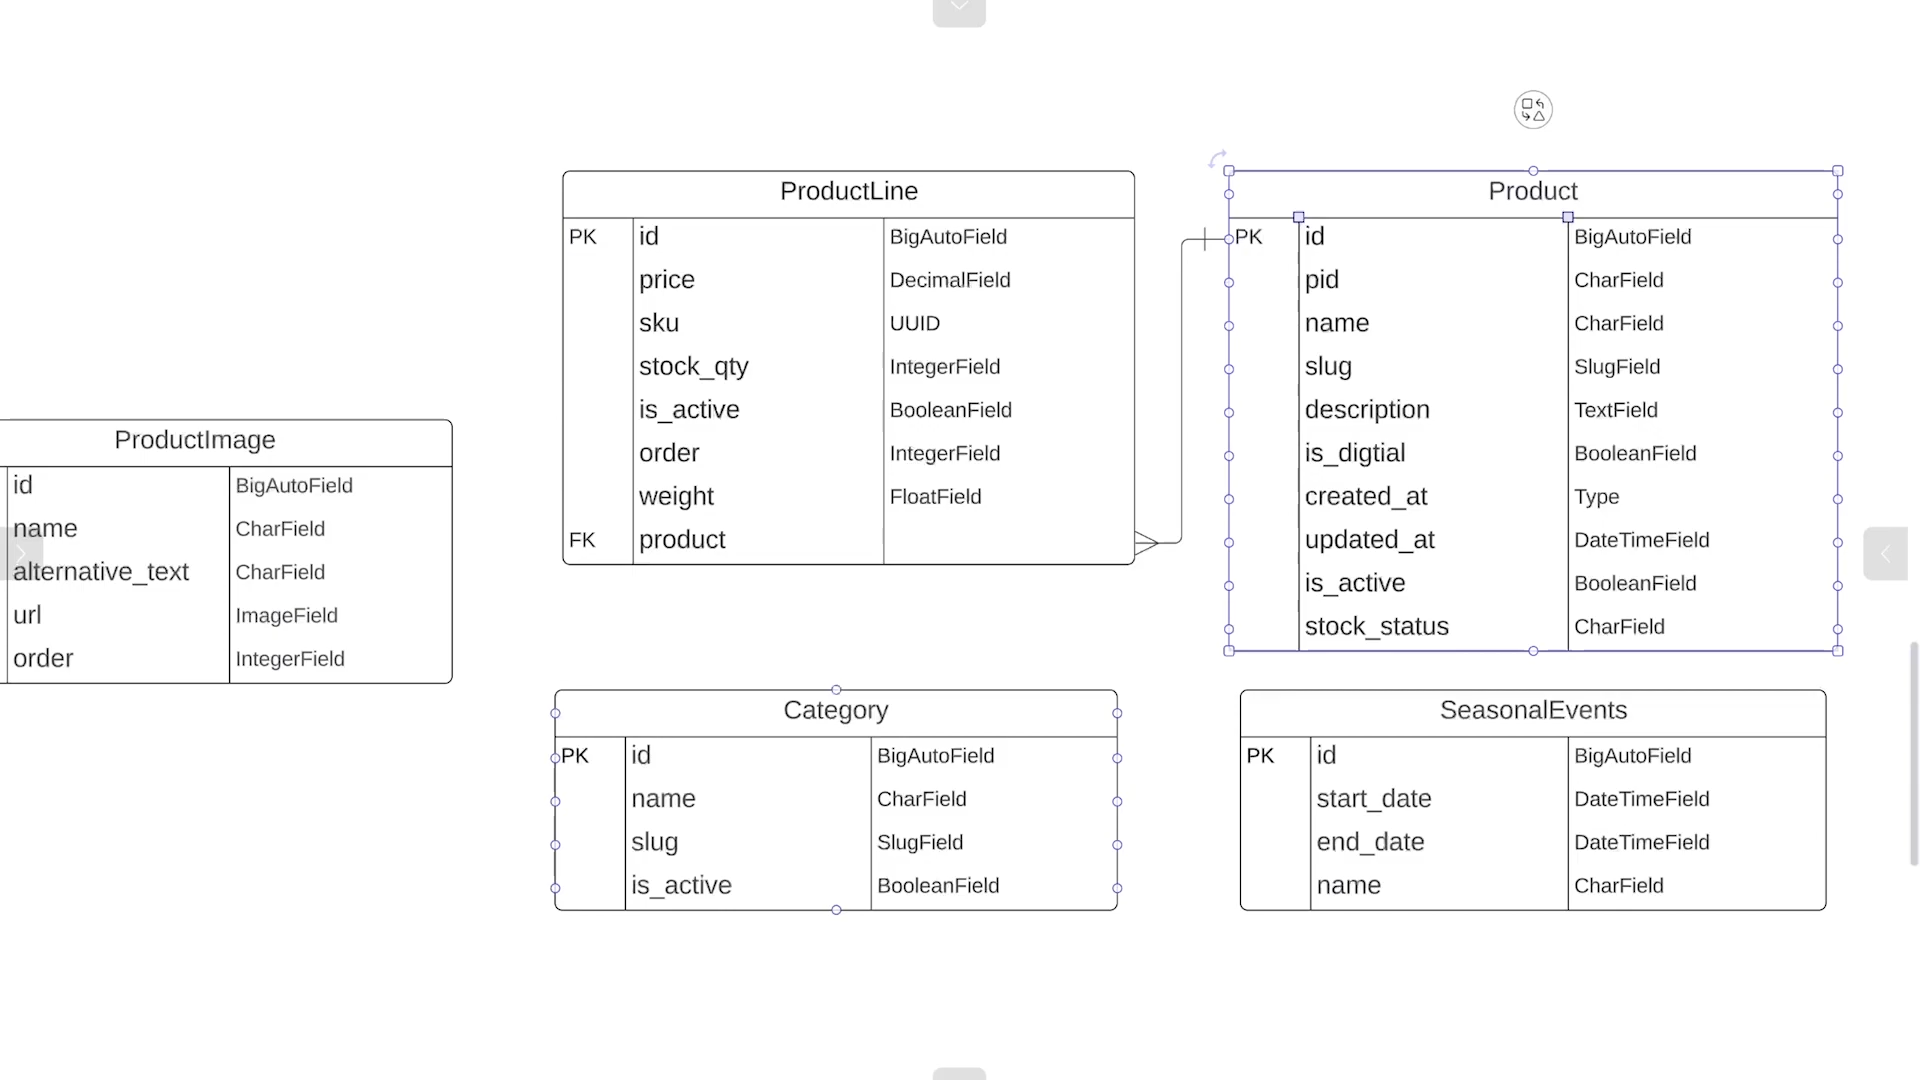 ProductLine
PK id BigAutoField
price DecimalField
sku UUID
stock_qty IntegerField
is_active BooleanField
order IntegerField
weight FloatField
FK product
Product
PK id BigAutoField
pid CharField
name CharField
slug SlugField
description TextField
is_digtial BooleanField
created_at Type
updated_at DateTimeField
is_active BooleanField
stock_status CharField
ProductImage
id BigAutoField
name CharField
alternative_text CharField
url ImageField
order IntegerField
Category
PK id BigAutoField
name CharField
slug SlugField
is_active BooleanField
SeasonalEvents
PK id BigAutoField
start_date DateTimeField
end_date DateTimeField
name CharField